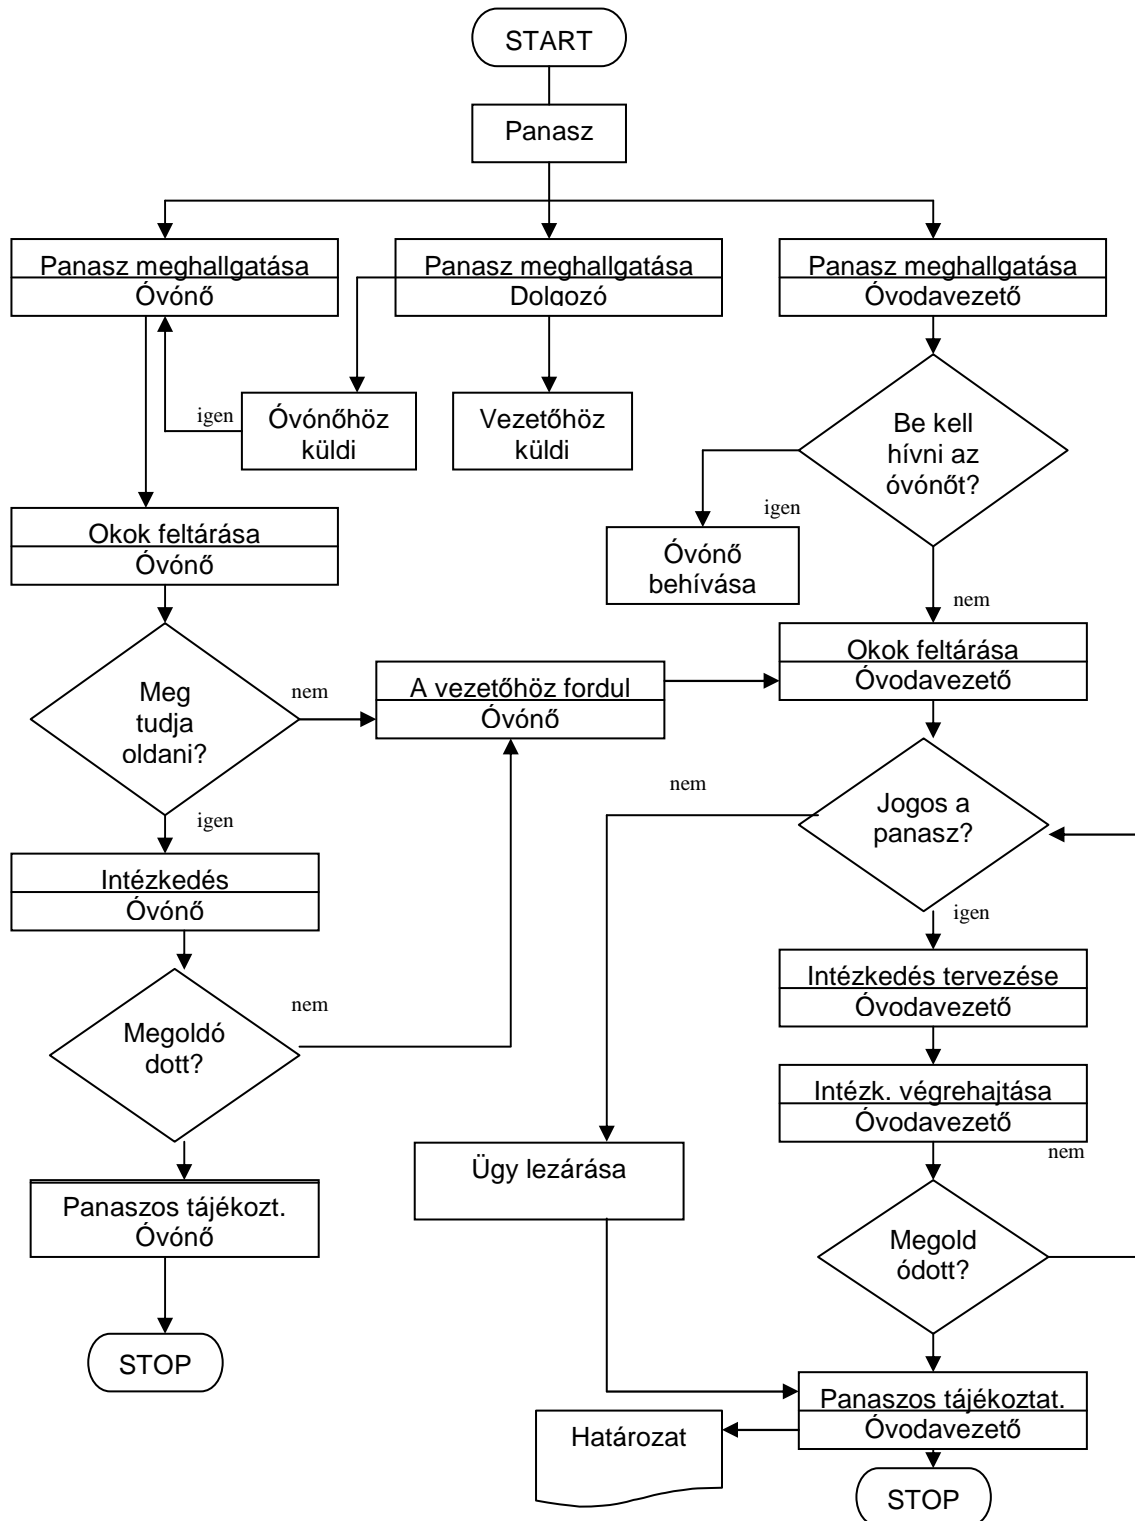 START
Panasz
Panasz meghallgatása
Óvónő
Panasz meghallgatása
Dolgozó
Panasz meghallgatása
Óvodavezető
igen
Óvónőhöz
küldi
Vezetőhöz
küldi
Be kell
hívni az
óvónőt?
igen
Óvónő
behívása
nem
Okok feltárása
Óvónő
Okok feltárása
Óvodavezető
Meg
tudja
oldani?
nem
A vezetőhöz fordul
Óvónő
igen
nem
Jogos a
panasz?
igen
Intézkedés
Óvónő
Intézkedés tervezése
Óvodavezető
Megoldó
dott?
nem
Intézk. végrehajtása
Óvodavezető
nem
Ügy lezárása
Panaszos tájékozt.
Óvónő
Megold
ódott?
STOP
Panaszos tájékoztat.
Óvodavezető
Határozat
STOP